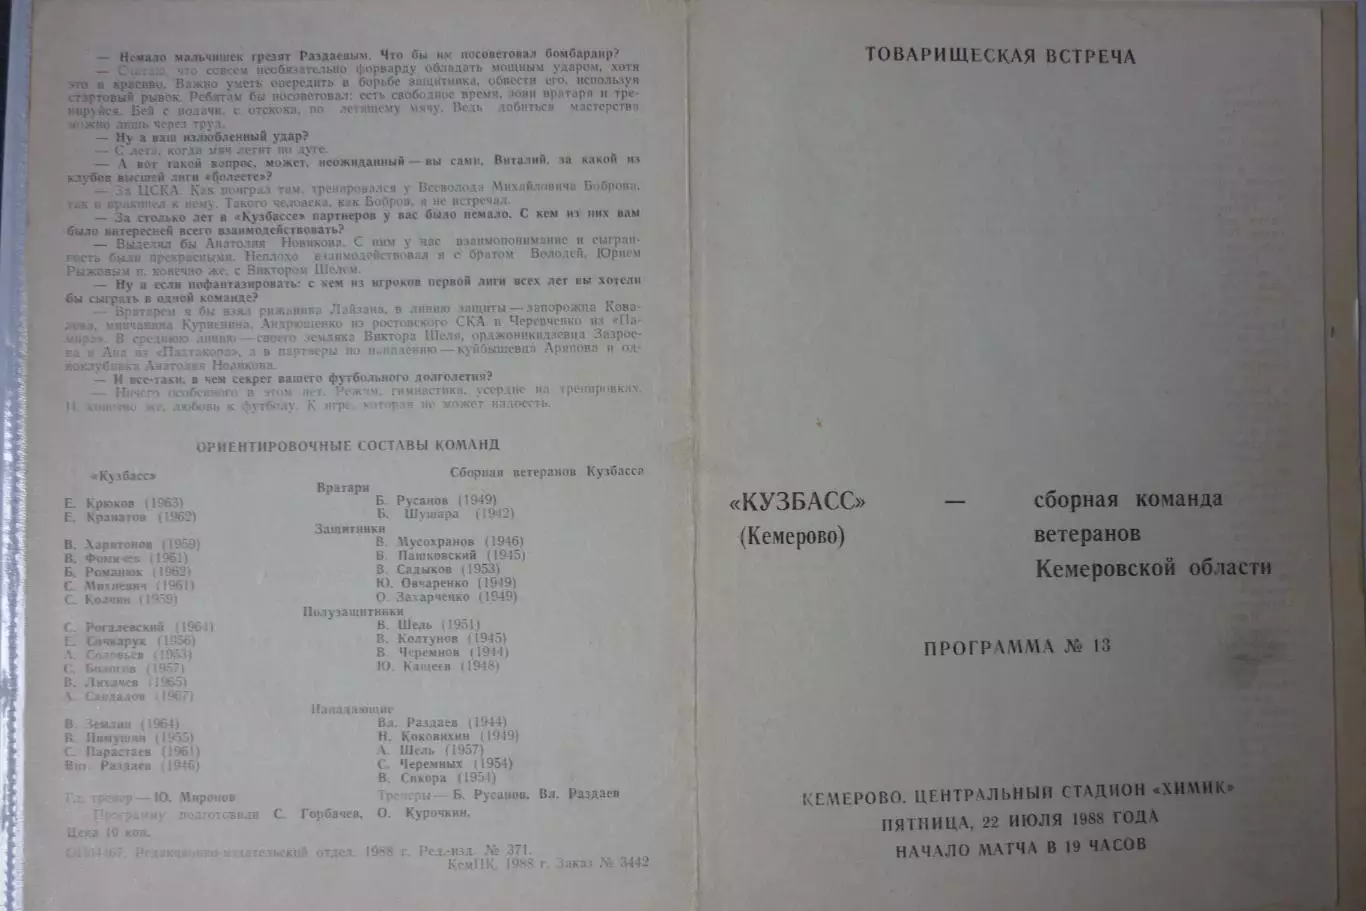 — Немало мальчишек грезят Раздаевым. Что бы им посоветовал бомбардир?
— Считаю, что совсем необязательно форварду обладать мощным ударом, хотя
это и красиво. Важно уметь опередить в борьбе защитника, обвести его, используя
стартовый рывок. Ребятам бы посоветовал: есть свободное время, зови вратаря и тре-
нируйся. Бей с подачи, с отскока, по летящему мячу. Ведь добиться мастерства
можно лишь через труд.
— Ну а ваш излюбленный удар?
— С лета, когда мяч летит по дуге.
— А вот такой вопрос, может, неожиданный — вы сами, Виталий, за какой из
клубов высшей лиги «болеете»?
— За ЦСКА. Как поиграл там, тренировался у Всеволода Михайловича Боброва,
так и прикипел к нему. Такого человека, как Бобров, я не встречал.
— За столько лет в «Кузбассе» партнеров у вас было немало. С кем из них вам
было интересней всего взаимодействовать?
— Выделил бы Анатолия Новикова. С ним у нас взаимопонимание и сыгран-
ность были прекрасными. Неплохо взаимодействовал я с братом Володей, Юрием
Рыжовым и, конечно же, с Виктором Шелем.
— Ну а если пофантазировать: с кем из игроков первой лиги всех лет вы хотели
бы сыграть в одной команде?
— Вратарем я бы взял рижанина Лайзана, в линию защиты — запорожца Кова-
лева, минчанина Курненина, Андрющенко из ростовского СКА и Черевченко из «Па-
мира». В среднюю линию — своего земляка Виктора Шеля, орджоникидзевца Зазрое-
ва и Ана из «Пахтакора», а в партнеры по нападению — куйбышевца Аряпова и од-
ноклубника Анатолия Новикова.
— И все-таки, в чем секрет вашего футбольного долголетия?
— Ничего особенного в этом нет. Режим, гимнастика, усердие на тренировках.
И, конечно же, любовь к футболу. К игре, которая не может надоесть.
ОРИЕНТИРОВОЧНЫЕ СОСТАВЫ КОМАНД
«Кузбасс» Сборная ветеранов Кузбасса
Вратари
Е. Крюков (1963) Б. Русанов (1949)
Е. Кранатов (1962) Б. Шушара (1942)
Защитники
В. Харитонов (1959) В. Мусохранов (1946)
В. Фомичев (1961) Б. Пашковский (1945)
Б. Романюк (1962) В. Садыков (1953)
С. Михневич (1961) Ю. Овчаренко (1949)
С. Колчин (1959) О. Захарченко (1949)
Полузащитники
С. Рогалевский (1964) В. Шель (1951)
Е. Сачкарук (1956) В. Колтунов (1945)
А. Соловьев (1953) В. Черемнов (1944)
С. Бологов (1957) Ю. Кащеев (1948)
В. Лихачев (1965)
А. Сандалов (1967)
Нападающие
В. Землин (1964) Вл. Раздаев (1944)
В. Пимушин (1955) Н. Коковихин (1949)
С. Парастаев (1961) А. Шель (1957)
Вит. Раздаев (1946) С. Черемных (1954)
В. Сикора (1954)
Гл. тренер — Ю. Миронов Тренеры — Б. Русанов, Вл. Раздаев
Программу подготовили С. Горбачев, О. Курочкин.
Цена 10 коп.
Редакционно-издательский отдел. 1988 г. Ред.-изд. № 371.
КемПК, 1988 г. Заказ № 3442
ТОВАРИЩЕСКАЯ ВСТРЕЧА
«КУЗБАСС» — сборная команда
(Кемерово) ветеранов
Кемеровской области
ПРОГРАММА № 13
КЕМЕРОВО. ЦЕНТРАЛЬНЫЙ СТАДИОН «ХИМИК»
ПЯТНИЦА, 22 ИЮЛЯ 1988 ГОДА
НАЧАЛО МАТЧА В 19 ЧАСОВ